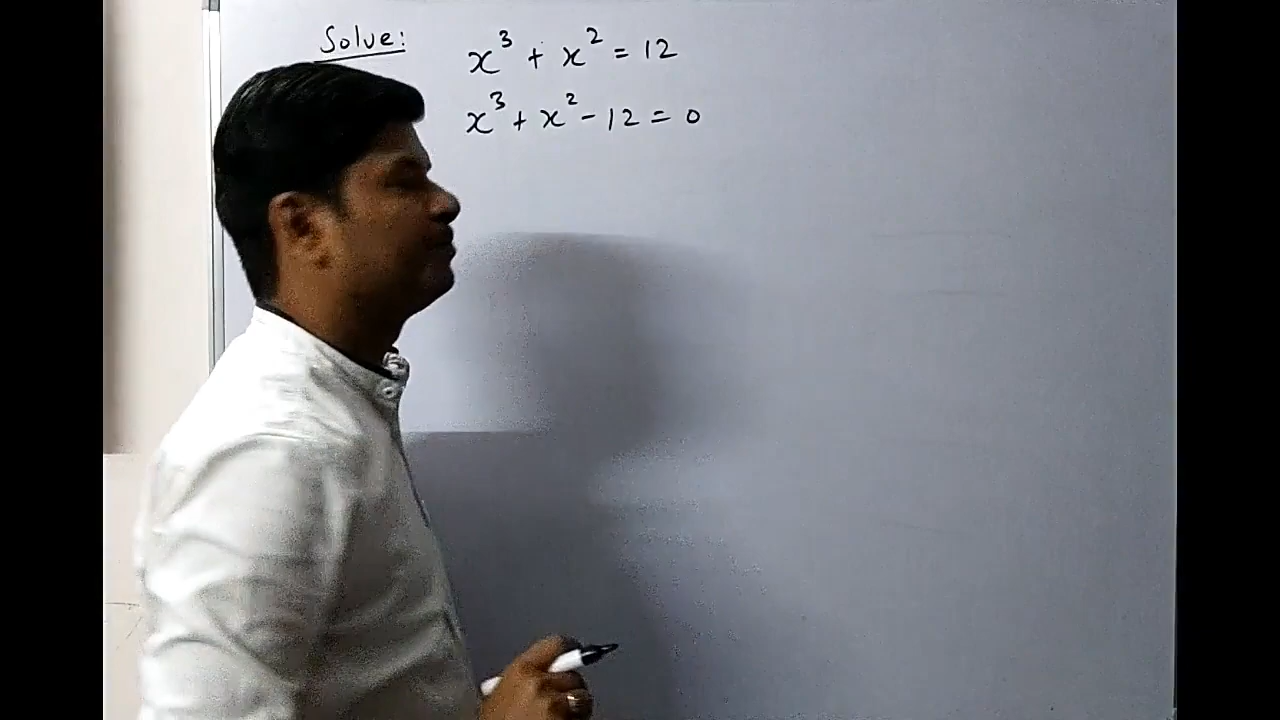 Solve: x³ + x² = 12
x³ + x² - 12 = 0